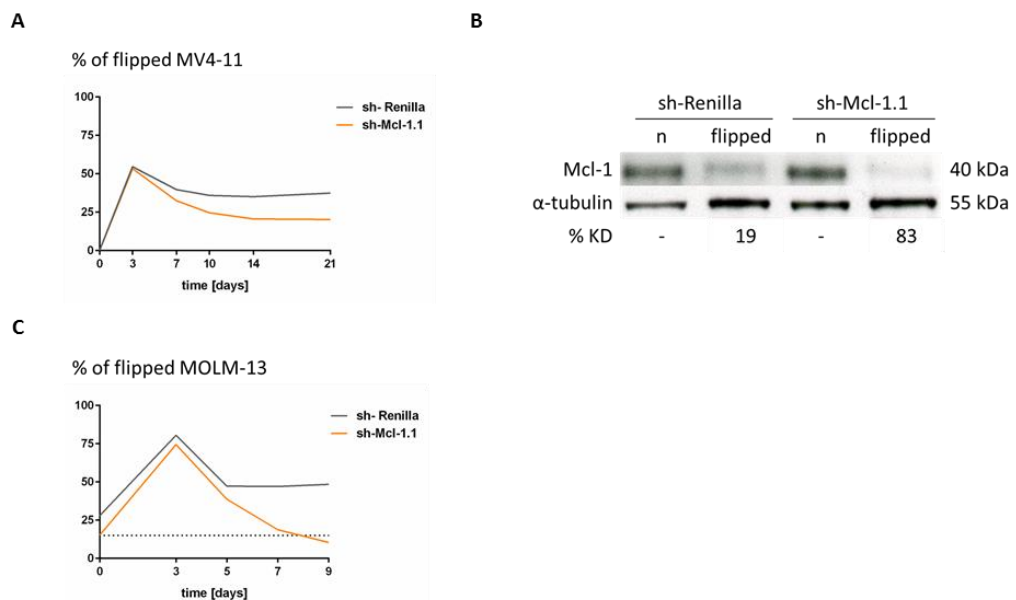 A
% of flipped MV4-11
100
75
50
25
0
0 3 7 10 14 21
time [days]
sh- Renilla
sh-Mcl-1.1
B
sh-Renilla sh-Mcl-1.1
n flipped n flipped
Mcl-1 40 kDa
α-tubulin 55 kDa
% KD - 19 - 83
C
% of flipped MOLM-13
100
75
50
25
0
0 3 5 7 9
time [days]
sh- Renilla
sh-Mcl-1.1